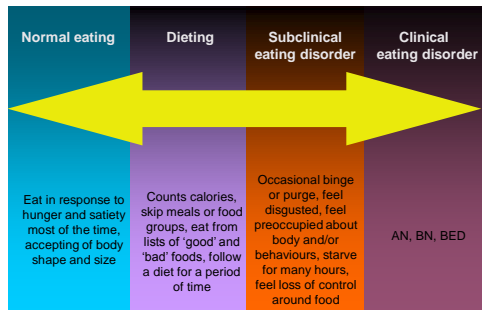 Normal eating
Dieting
Subclinical
eating disorder
Clinical
eating disorder
Eat in response to
hunger and satiety
most of the time,
accepting of body
shape and size
Counts calories,
skip meals or food
groups, eat from
lists of ‘good’ and
‘bad’ foods, follow
a diet for a period
of time
Occasional binge
or purge, feel
disgusted, feel
preoccupied about
body and/or
behaviours, starve
for many hours,
feel loss of control
around food
AN, BN, BED